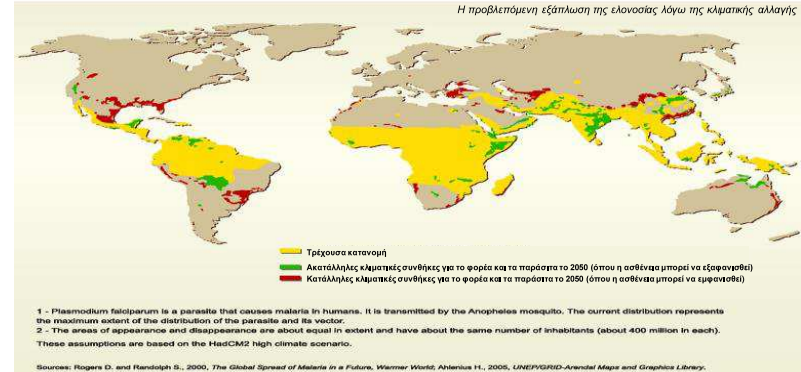 Η προβλεπόμενη εξάπλωση της ελονοσίας λόγω της κλιματικής αλλαγής
Τρέχουσα κατανομή
Ακατάλληλες κλιματικές συνθήκες για το φορέα και τα παράσιτα το 2050 (όπου η ασθένεια μπορεί να εξαφανισθεί)
Κατάλληλες κλιματικές συνθήκες για το φορέα και τα παράσιτα το 2050 (όπου η ασθένεια μπορεί να εμφανισθεί)
1 - Plasmodium falciparum is a parasite that causes malaria in humans. It is transmitted by the Anopheles mosquito. The current distribution represents
the maximum extent of the distribution of the parasite and its vector.
2 - The areas of appearance and disappearance are about equal in extent and have about the same number of inhabitants (about 400 million in each).
These assumptions are based on the HadCM2 high climate scenario.
Sources: Rogers D. and Randolph S., 2000, The Global Spread of Malaria in a Future, Warmer World; Ahlenius H., 2005, UNEP/GRID-Arendal Maps and Graphics Library.